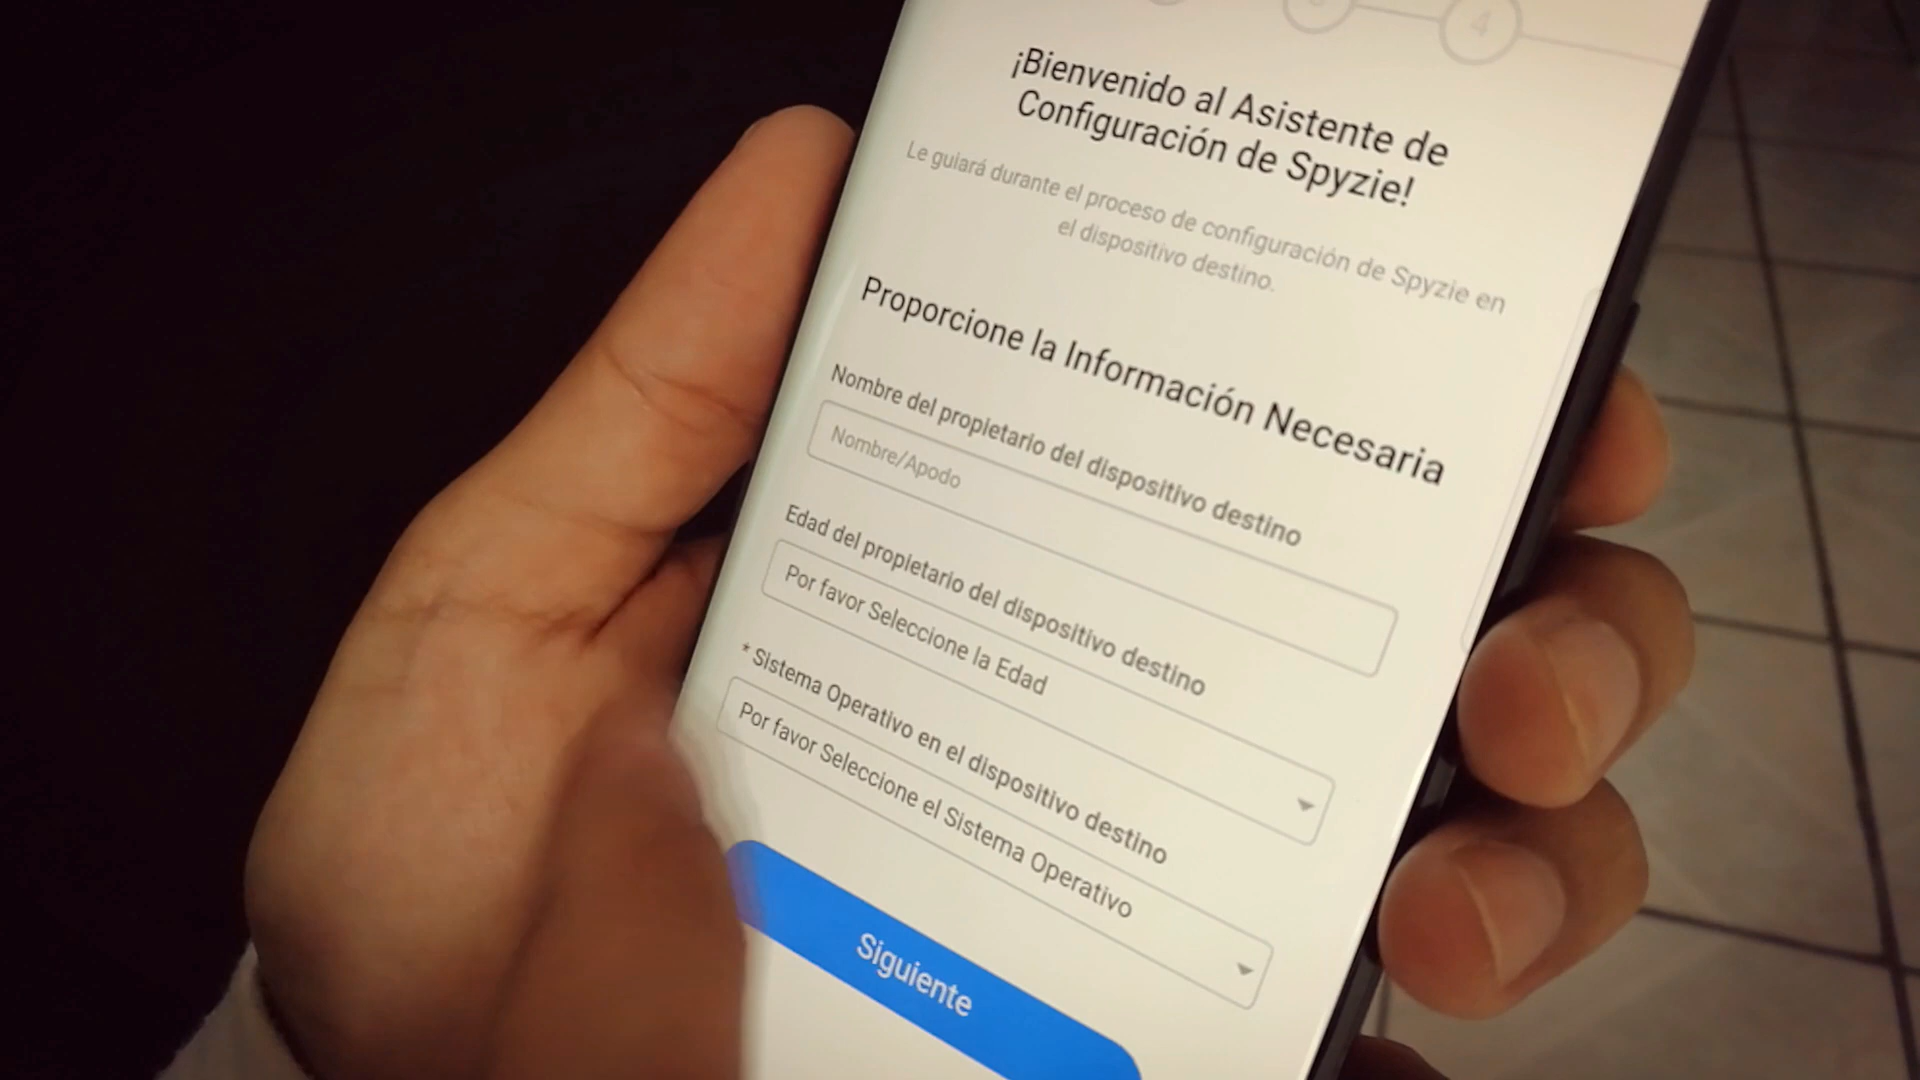 4
¡Bienvenido al Asistente de
Configuración de Spyzie!
Le guiará durante el proceso de configuración de Spyzie en
el dispositivo destino.
Proporcione la Información Necesaria
Nombre del propietario del dispositivo destino
Nombre/Apodo
Edad del propietario del dispositivo destino
Por favor Seleccione la Edad
* Sistema Operativo en el dispositivo destino
Por favor Seleccione el Sistema Operativo
Siguiente